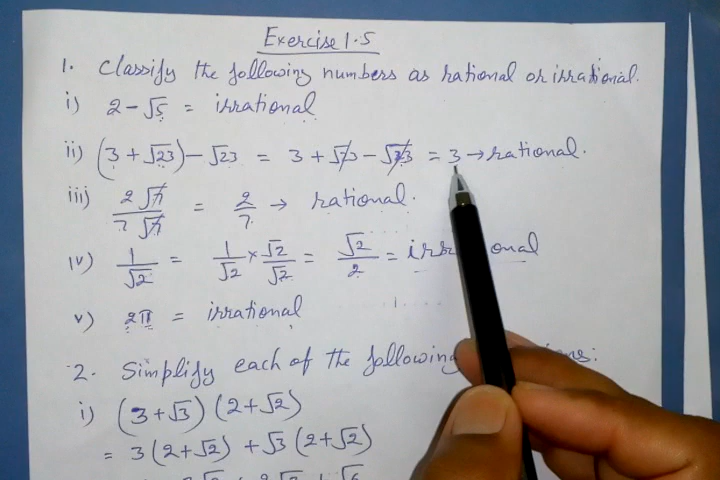 Exercise 1.5
1. Classify the following numbers as rational or irrational.
i) 2 - √5 = irrational
ii) (3 + √23) - √23 = 3 + √23 - √23 = 3 → rational.
iii) 2√7 / 7√7 = 2/7 → rational.
iv) 1/√2 = 1/√2 × √2/√2 = √2/2 = irrational
v) 2π = irrational
2. Simplify each of the following
i) (3+√3) (2+√2)
= 3(2+√2) + √3(2+√2)